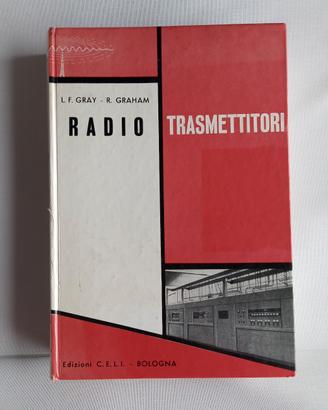 L. F. GRAY - R. GRAHAM
RADIO TRASMETTITORI
Edizioni C.E.L.I. - BOLOGNA